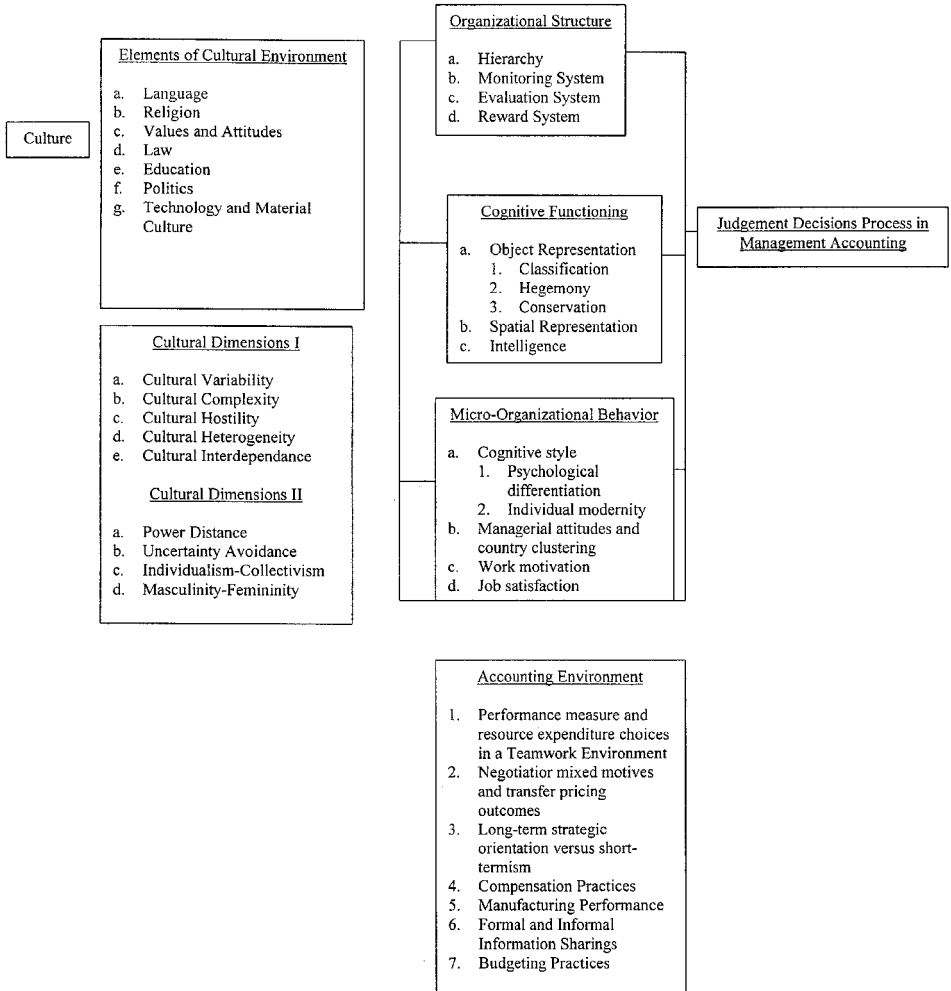 Culture
Elements of Cultural Environment
a. Language
b. Religion
c. Values and Attitudes
d. Law
e. Education
f. Politics
g. Technology and Material
Culture
Cultural Dimensions I
a. Cultural Variability
b. Cultural Complexity
c. Cultural Hostility
d. Cultural Heterogeneity
e. Cultural Interdependance
Cultural Dimensions II
a. Power Distance
b. Uncertainty Avoidance
c. Individualism-Collectivism
d. Masculinity-Femininity
Organizational Structure
a. Hierarchy
b. Monitoring System
c. Evaluation System
d. Reward System
Cognitive Functioning
a. Object Representation
1. Classification
2. Hegemony
3. Conservation
b. Spatial Representation
c. Intelligence
Micro-Organizational Behavior
a. Cognitive style
1. Psychological
differentiation
2. Individual modernity
b. Managerial attitudes and
country clustering
c. Work motivation
d. Job satisfaction
Accounting Environment
1. Performance measure and
resource expenditure choices
in a Teamwork Environment
2. Negotiatior mixed motives
and transfer pricing
outcomes
3. Long-term strategic
orientation versus short-
termism
4. Compensation Practices
5. Manufacturing Performance
6. Formal and Informal
Information Sharings
7. Budgeting Practices
Judgement Decisions Process in
Management Accounting